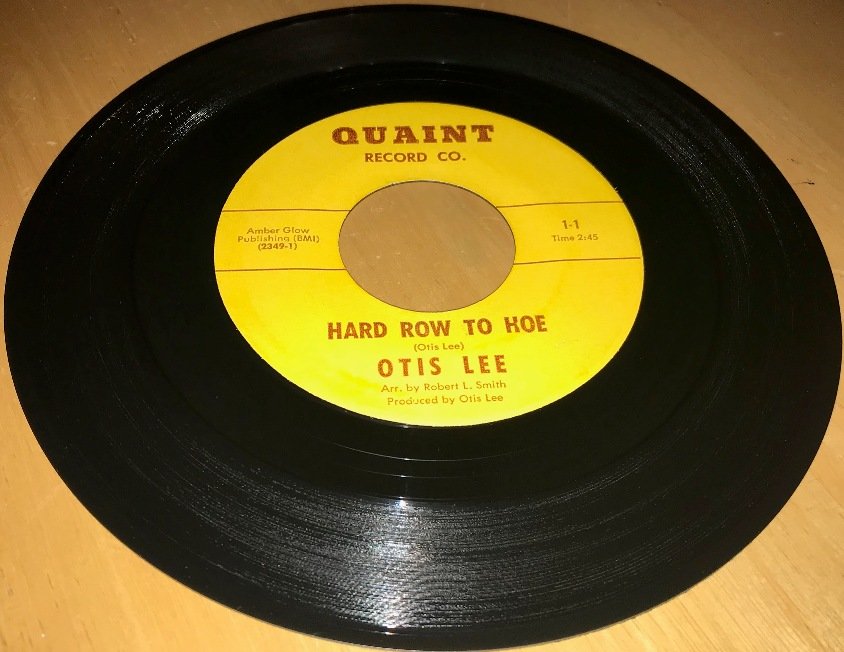 QUAINT
RECORD CO.
Amber Glow
Publishing (BMI)
(2349-1)
1-1
Time 2:45
HARD ROW TO HOE
(Otis Lee)
OTIS LEE
Arr. by Robert L. Smith
Produced by Otis Lee